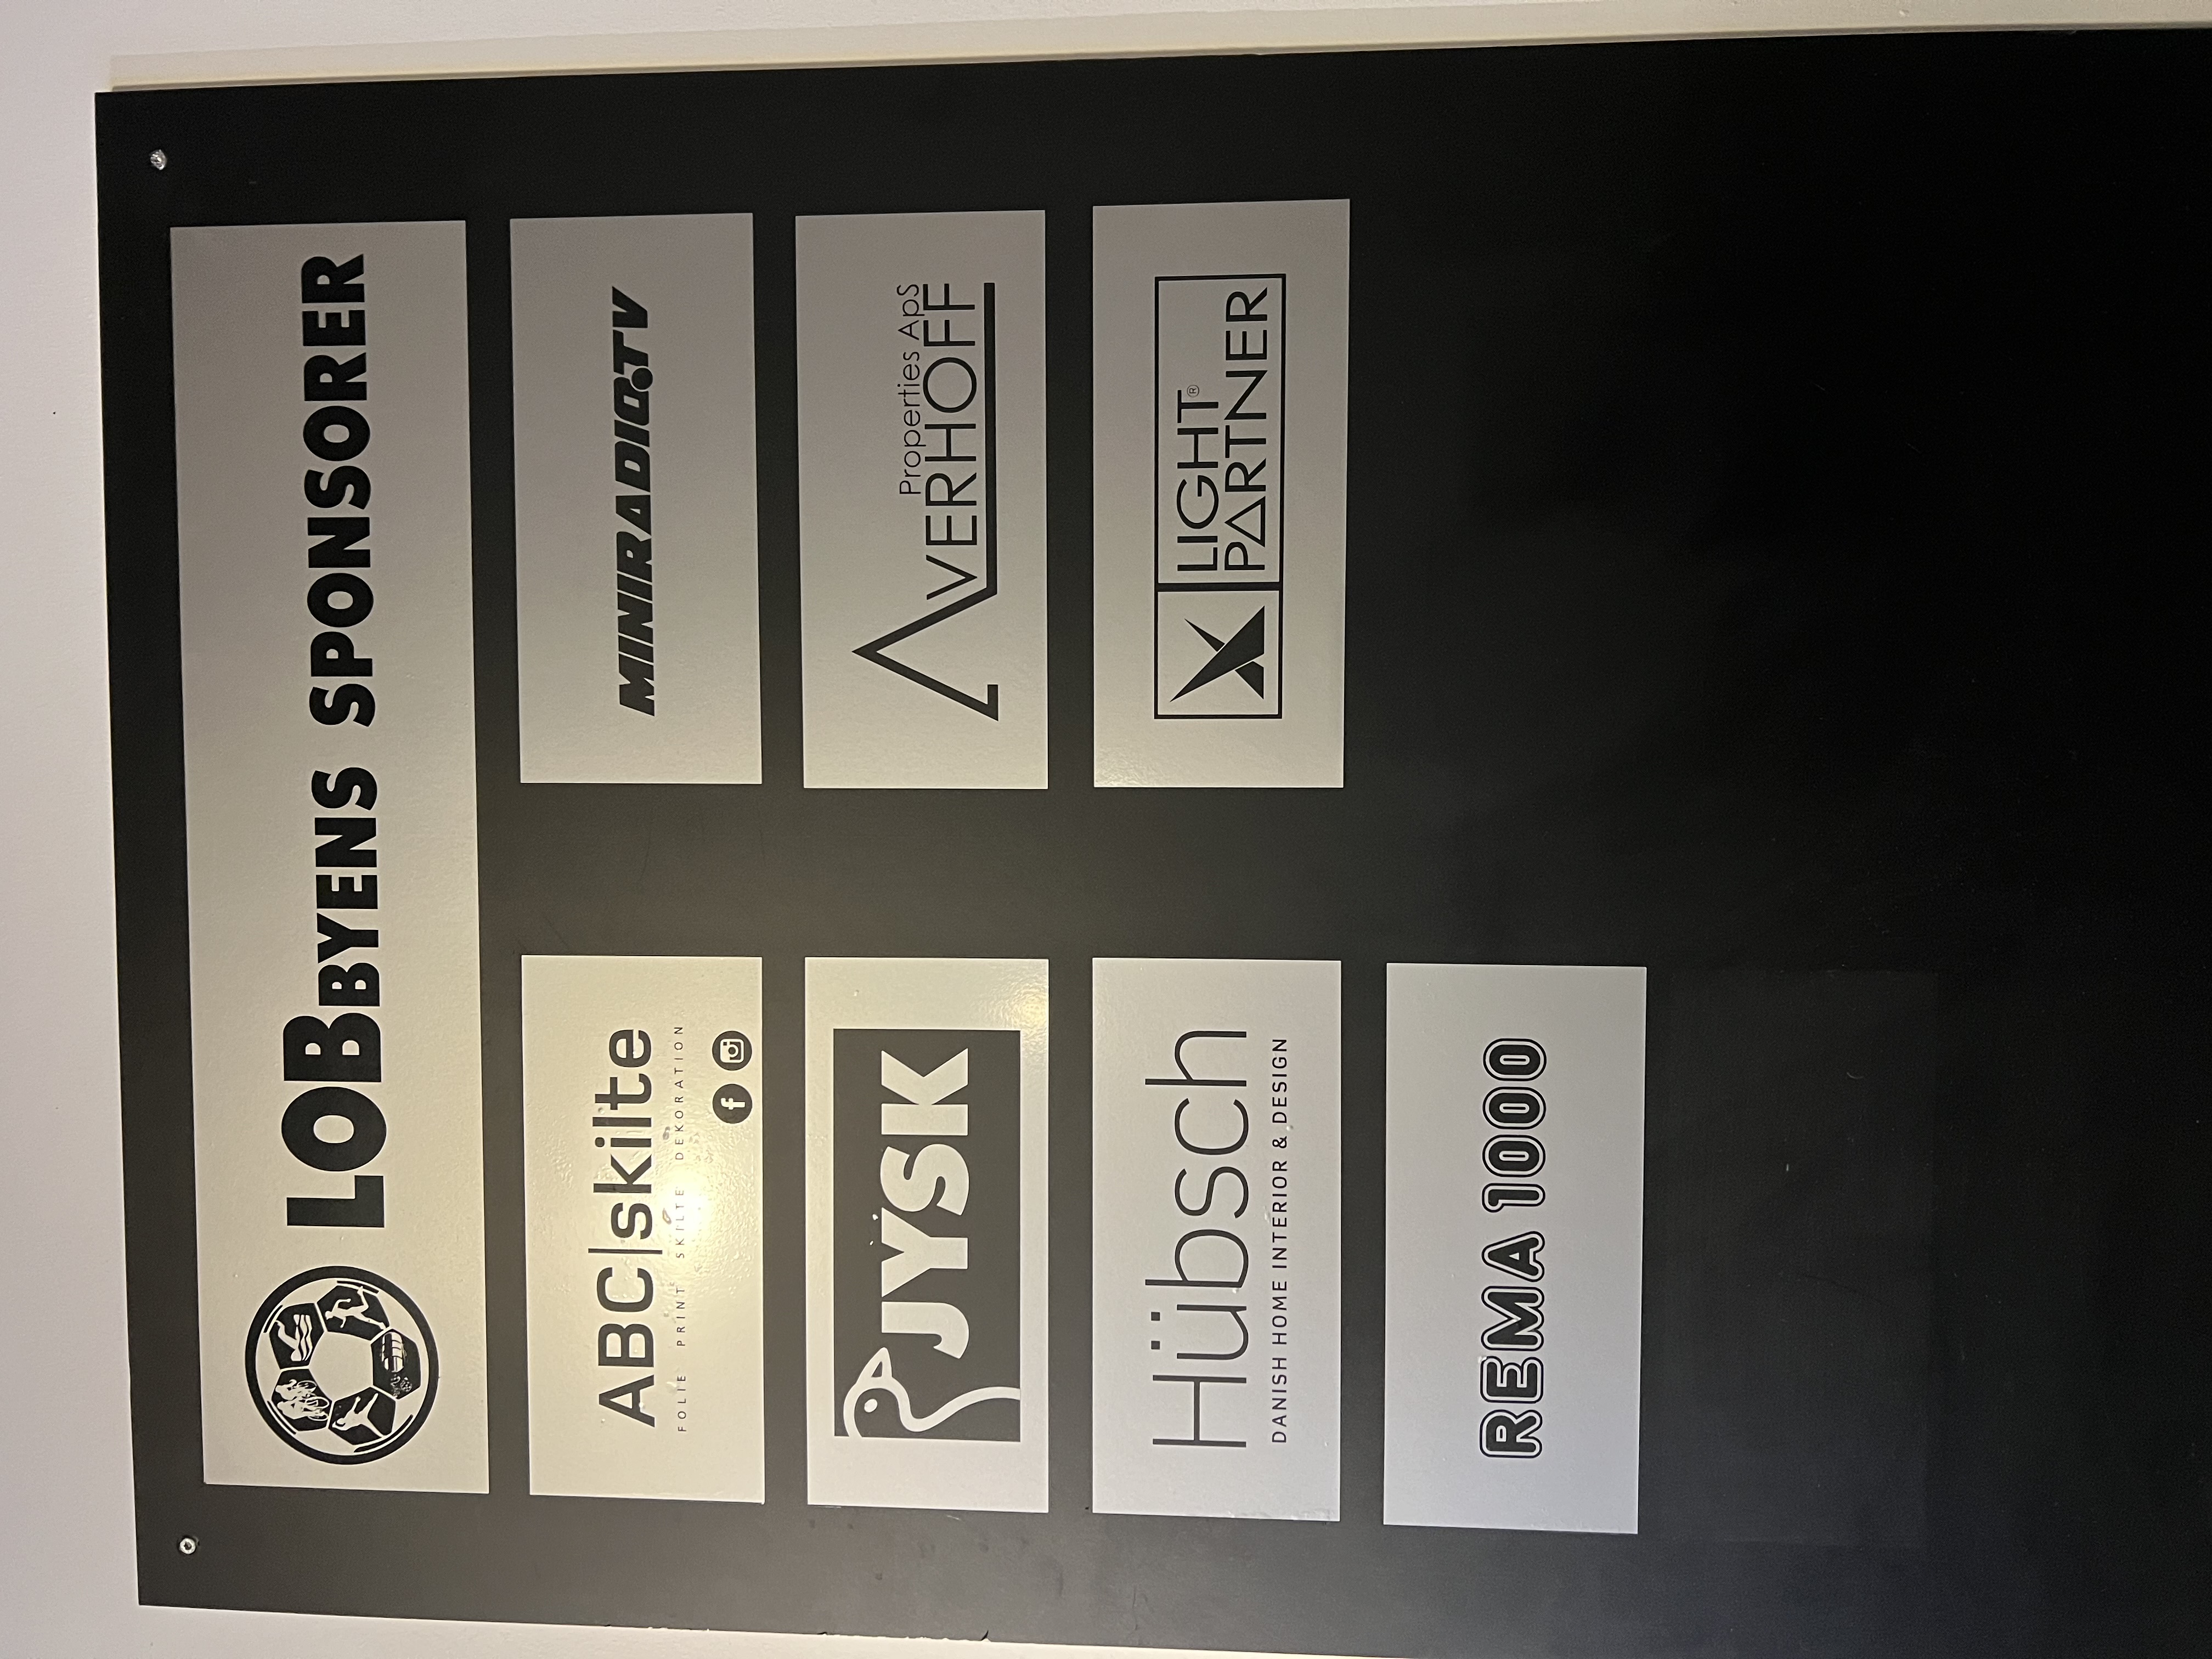 LOBBYENS SPONSORER
ABC|skilte
FOLIE PRINT SKILTE DEKORATION
MINIRADIO.TV
JYSK
Properties ApS
AVERHOFF
Hübsch
DANISH HOME INTERIOR & DESIGN
LIGHT®
PARTNER
REMA 1000